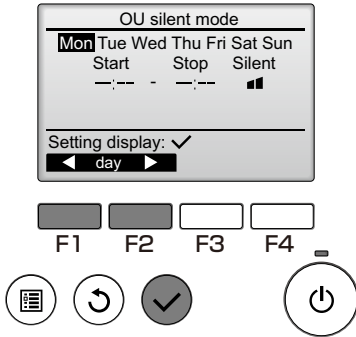 OU silent mode
Mon Tue Wed Thu Fri Sat Sun
Start Stop Silent
--:-- - --:--
Setting display: ✓
◀ day ▶
F1 F2 F3 F4